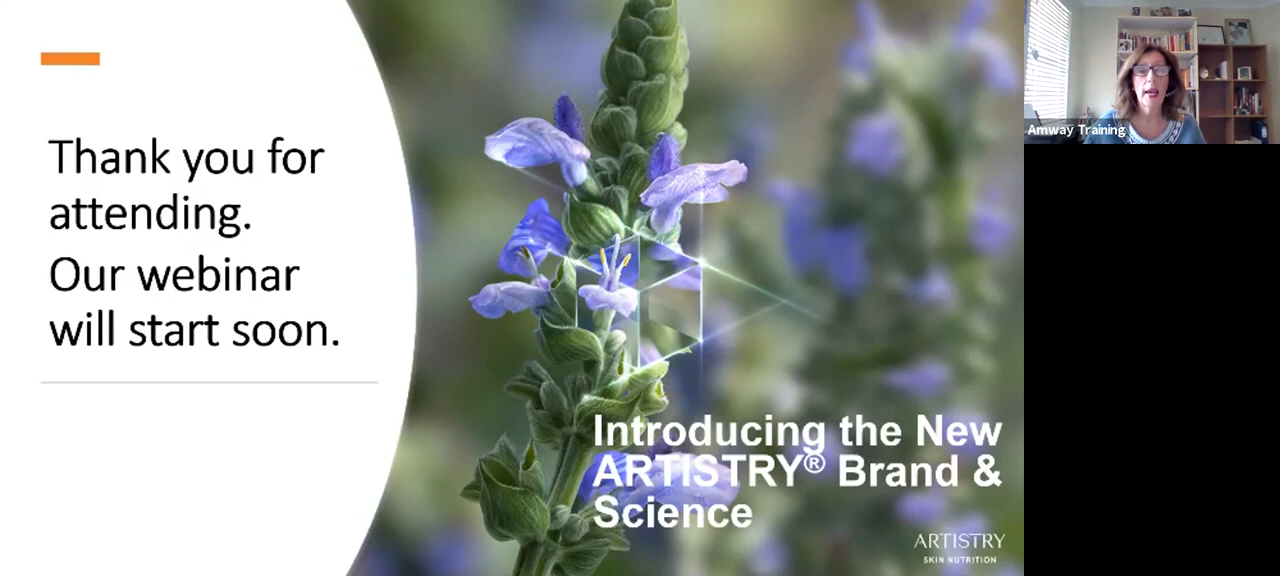 Thank you for
attending.
Our webinar
will start soon.
Introducing the New
ARTISTRY® Brand &
Science
ARTISTRY
SKIN NUTRITION
Amway Training